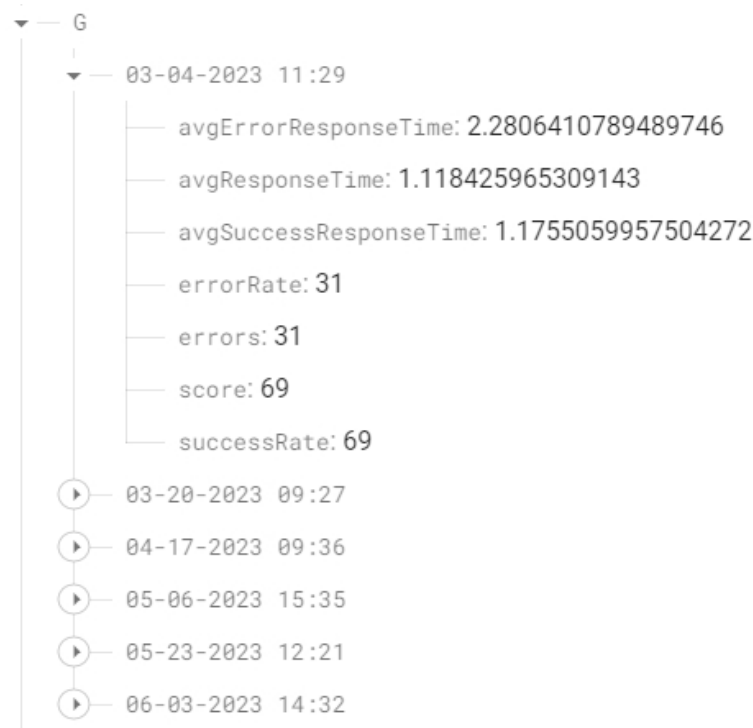 G
03-04-2023 11:29
avgErrorResponseTime: 2.2806410789489746
avgResponseTime: 1.118425965309143
avgSuccessResponseTime: 1.1755059957504272
errorRate: 31
errors: 31
score: 69
successRate: 69
03-20-2023 09:27
04-17-2023 09:36
05-06-2023 15:35
05-23-2023 12:21
06-03-2023 14:32